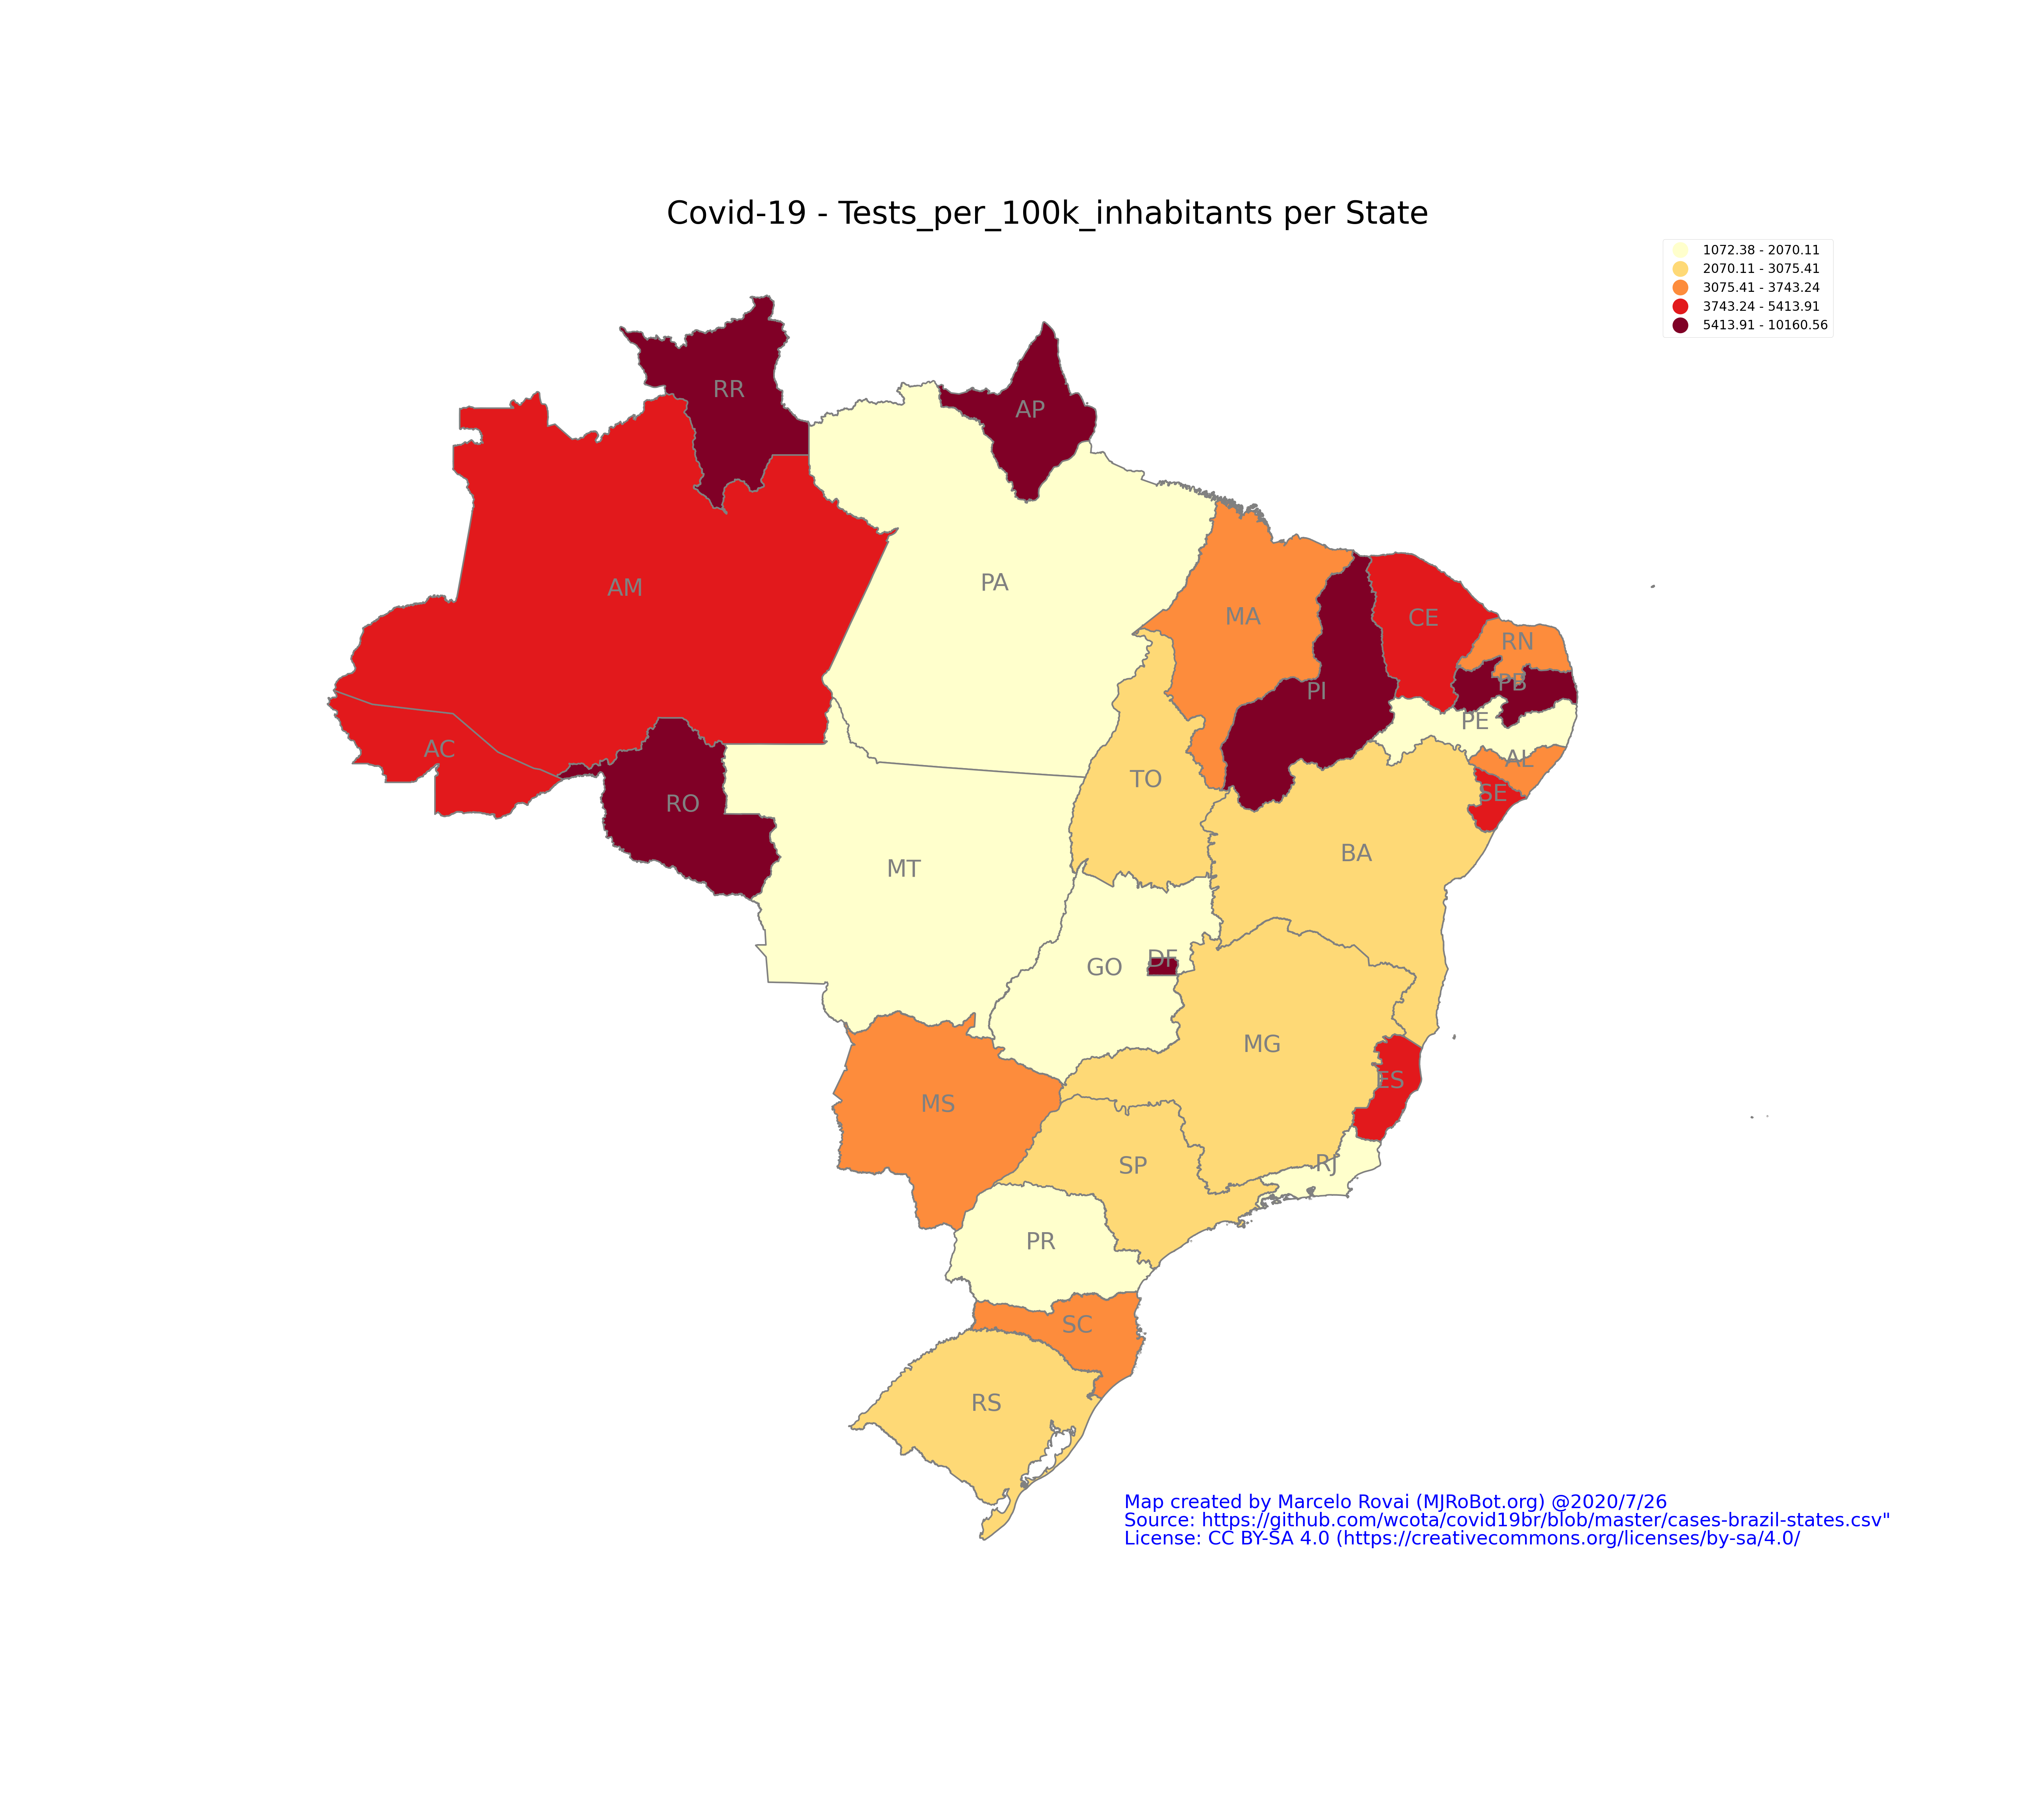 Covid-19 - Tests_per_100k_inhabitants per State
1072.38 - 2070.11
2070.11 - 3075.41
3075.41 - 3743.24
3743.24 - 5413.91
5413.91 - 10160.56
RR
AP
AM
PA
MA
CE
RN
PB
PI
PE
AC
AL
TO
SE
RO
BA
MT
DF
GO
MG
ES
MS
RJ
SP
PR
SC
RS
Map created by Marcelo Rovai (MJRoBot.org) @2020/7/26
Source: https://github.com/wcota/covid19br/blob/master/cases-brazil-states.csv"
License: CC BY-SA 4.0 (https://creativecommons.org/licenses/by-sa/4.0/